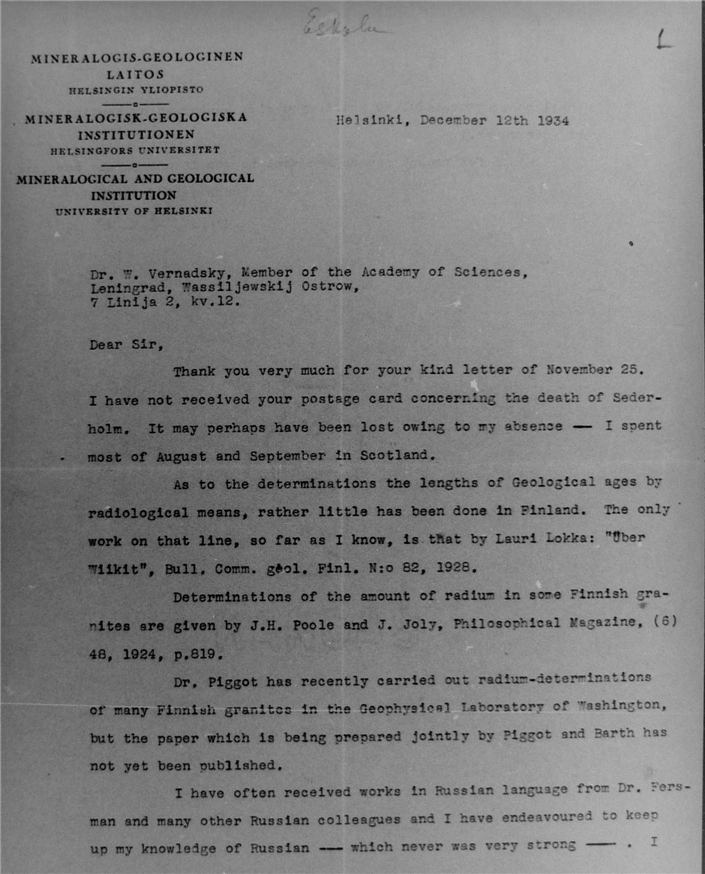 Eskola
1
MINERALOGIS-GEOLOGINEN
LAITOS
HELSINGIN YLIOPISTO
MINERALOGISK-GEOLOGISKA
INSTITUTIONEN
HELSINGFORS UNIVERSITET
MINERALOGICAL AND GEOLOGICAL
INSTITUTION
UNIVERSITY OF HELSINKI
Helsinki, December 12th 1934
Dr. W. Vernadsky, Member of the Academy of Sciences,
Leningrad, Wassiljewskij Ostrow,
7 Linija 2, kv.12.
Dear Sir,
Thank you very much for your kind letter of November 25.
I have not received your postage card concerning the death of Seder-
holm. It may perhaps have been lost owing to my absence — I spent
most of August and September in Scotland.
As to the determinations the lengths of Geological ages by
radiological means, rather little has been done in Finland. The only
work on that line, so far as I know, is that by Lauri Lokka: "Über
Wiikit", Bull. Comm. géol. Finl. N:o 82, 1928.
Determinations of the amount of radium in some Finnish gra-
nites are given by J.H. Poole and J. Joly, Philosophical Magazine, (6)
48, 1924, p.819.
Dr. Piggot has recently carried out radium-determinations
of many Finnish granites in the Geophysical Laboratory of Washington,
but the paper which is being prepared jointly by Piggot and Barth has
not yet been published.
I have often received works in Russian language from Dr. Fers-
man and many other Russian colleagues and I have endeavoured to keep
up my knowledge of Russian — which never was very strong — . I